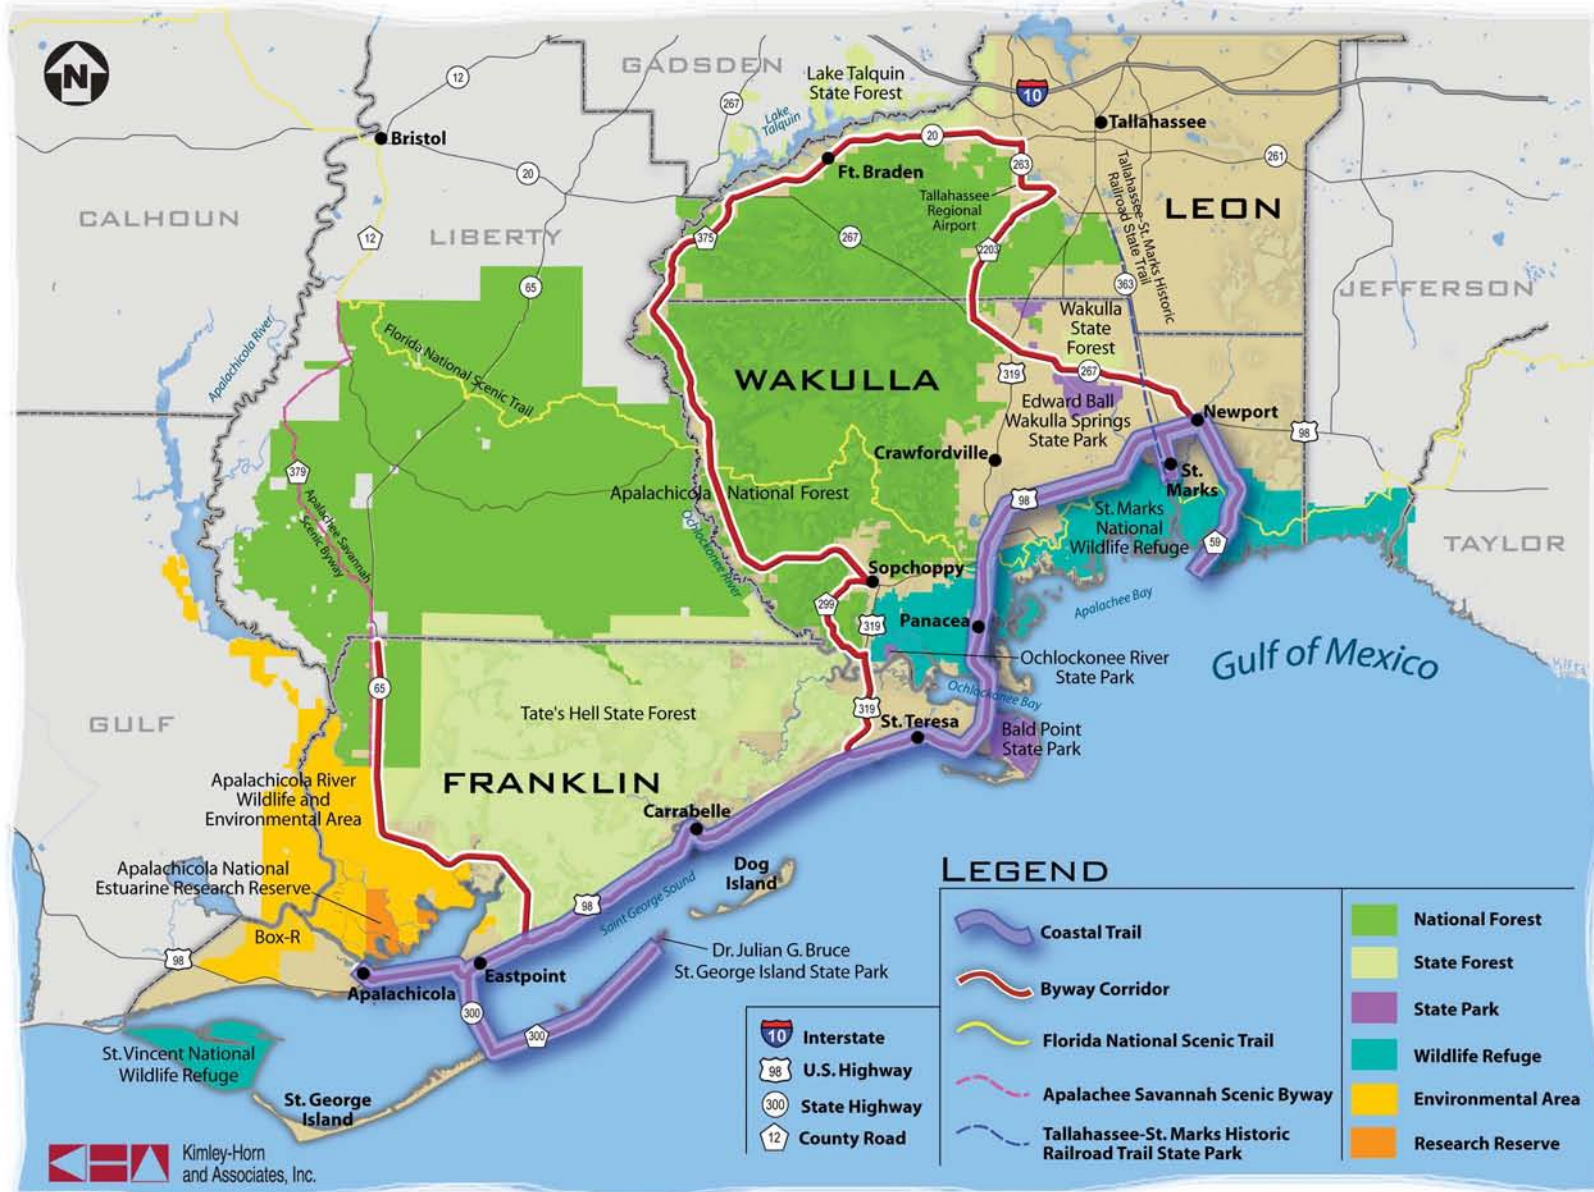 N
GADSDEN
12
Lake Talquin
State Forest
10
267
Lake
Talquin
Tallahassee
Bristol
20
261
263
20
Ft. Braden
Tallahassee
Regional
Airport
Tallahassee-St. Marks Historic
Railroad State Trail
LEON
CALHOUN
12
LIBERTY
375
267
2203
65
363
JEFFERSON
Apalachicola River
Florida National Scenic Trail
Wakulla
State
Forest
WAKULLA
319
267
Edward Ball
Wakulla Springs
State Park
Newport
98
Crawfordville
St.
Marks
379
Apalachee Savannah
Scenic Byway
Apalachicola National Forest
98
St. Marks
National
Wildlife Refuge
Ochlockonee River
59
TAYLOR
Sopchoppy
299
319
Panacea
Apalachee Bay
Ochlockonee River
State Park
Gulf of Mexico
65
Ochlockonee Bay
319
St. Teresa
Bald Point
State Park
Tate's Hell State Forest
GULF
Apalachicola River
Wildlife and
Environmental Area
FRANKLIN
Carrabelle
Apalachicola National
Estuarine Research Reserve
Dog
Island
98
Saint George Sound
Box-R
98
Dr. Julian G. Bruce
St. George Island State Park
Eastpoint
Apalachicola
300
300
St. Vincent National
Wildlife Refuge
St. George
Island
Kimley-Horn
and Associates, Inc.
LEGEND
Coastal Trail
Byway Corridor
Florida National Scenic Trail
Apalachee Savannah Scenic Byway
Tallahassee-St. Marks Historic
Railroad Trail State Park
10 Interstate
98 U.S. Highway
300 State Highway
12 County Road
National Forest
State Forest
State Park
Wildlife Refuge
Environmental Area
Research Reserve